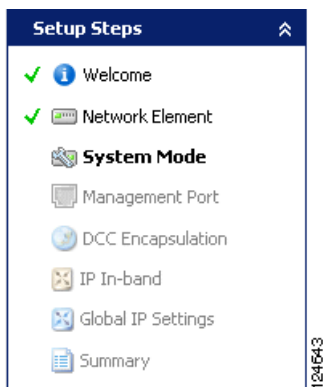 Setup Steps
Welcome
Network Element
System Mode
Management Port
DCC Encapsulation
IP In-band
Global IP Settings
Summary
124643